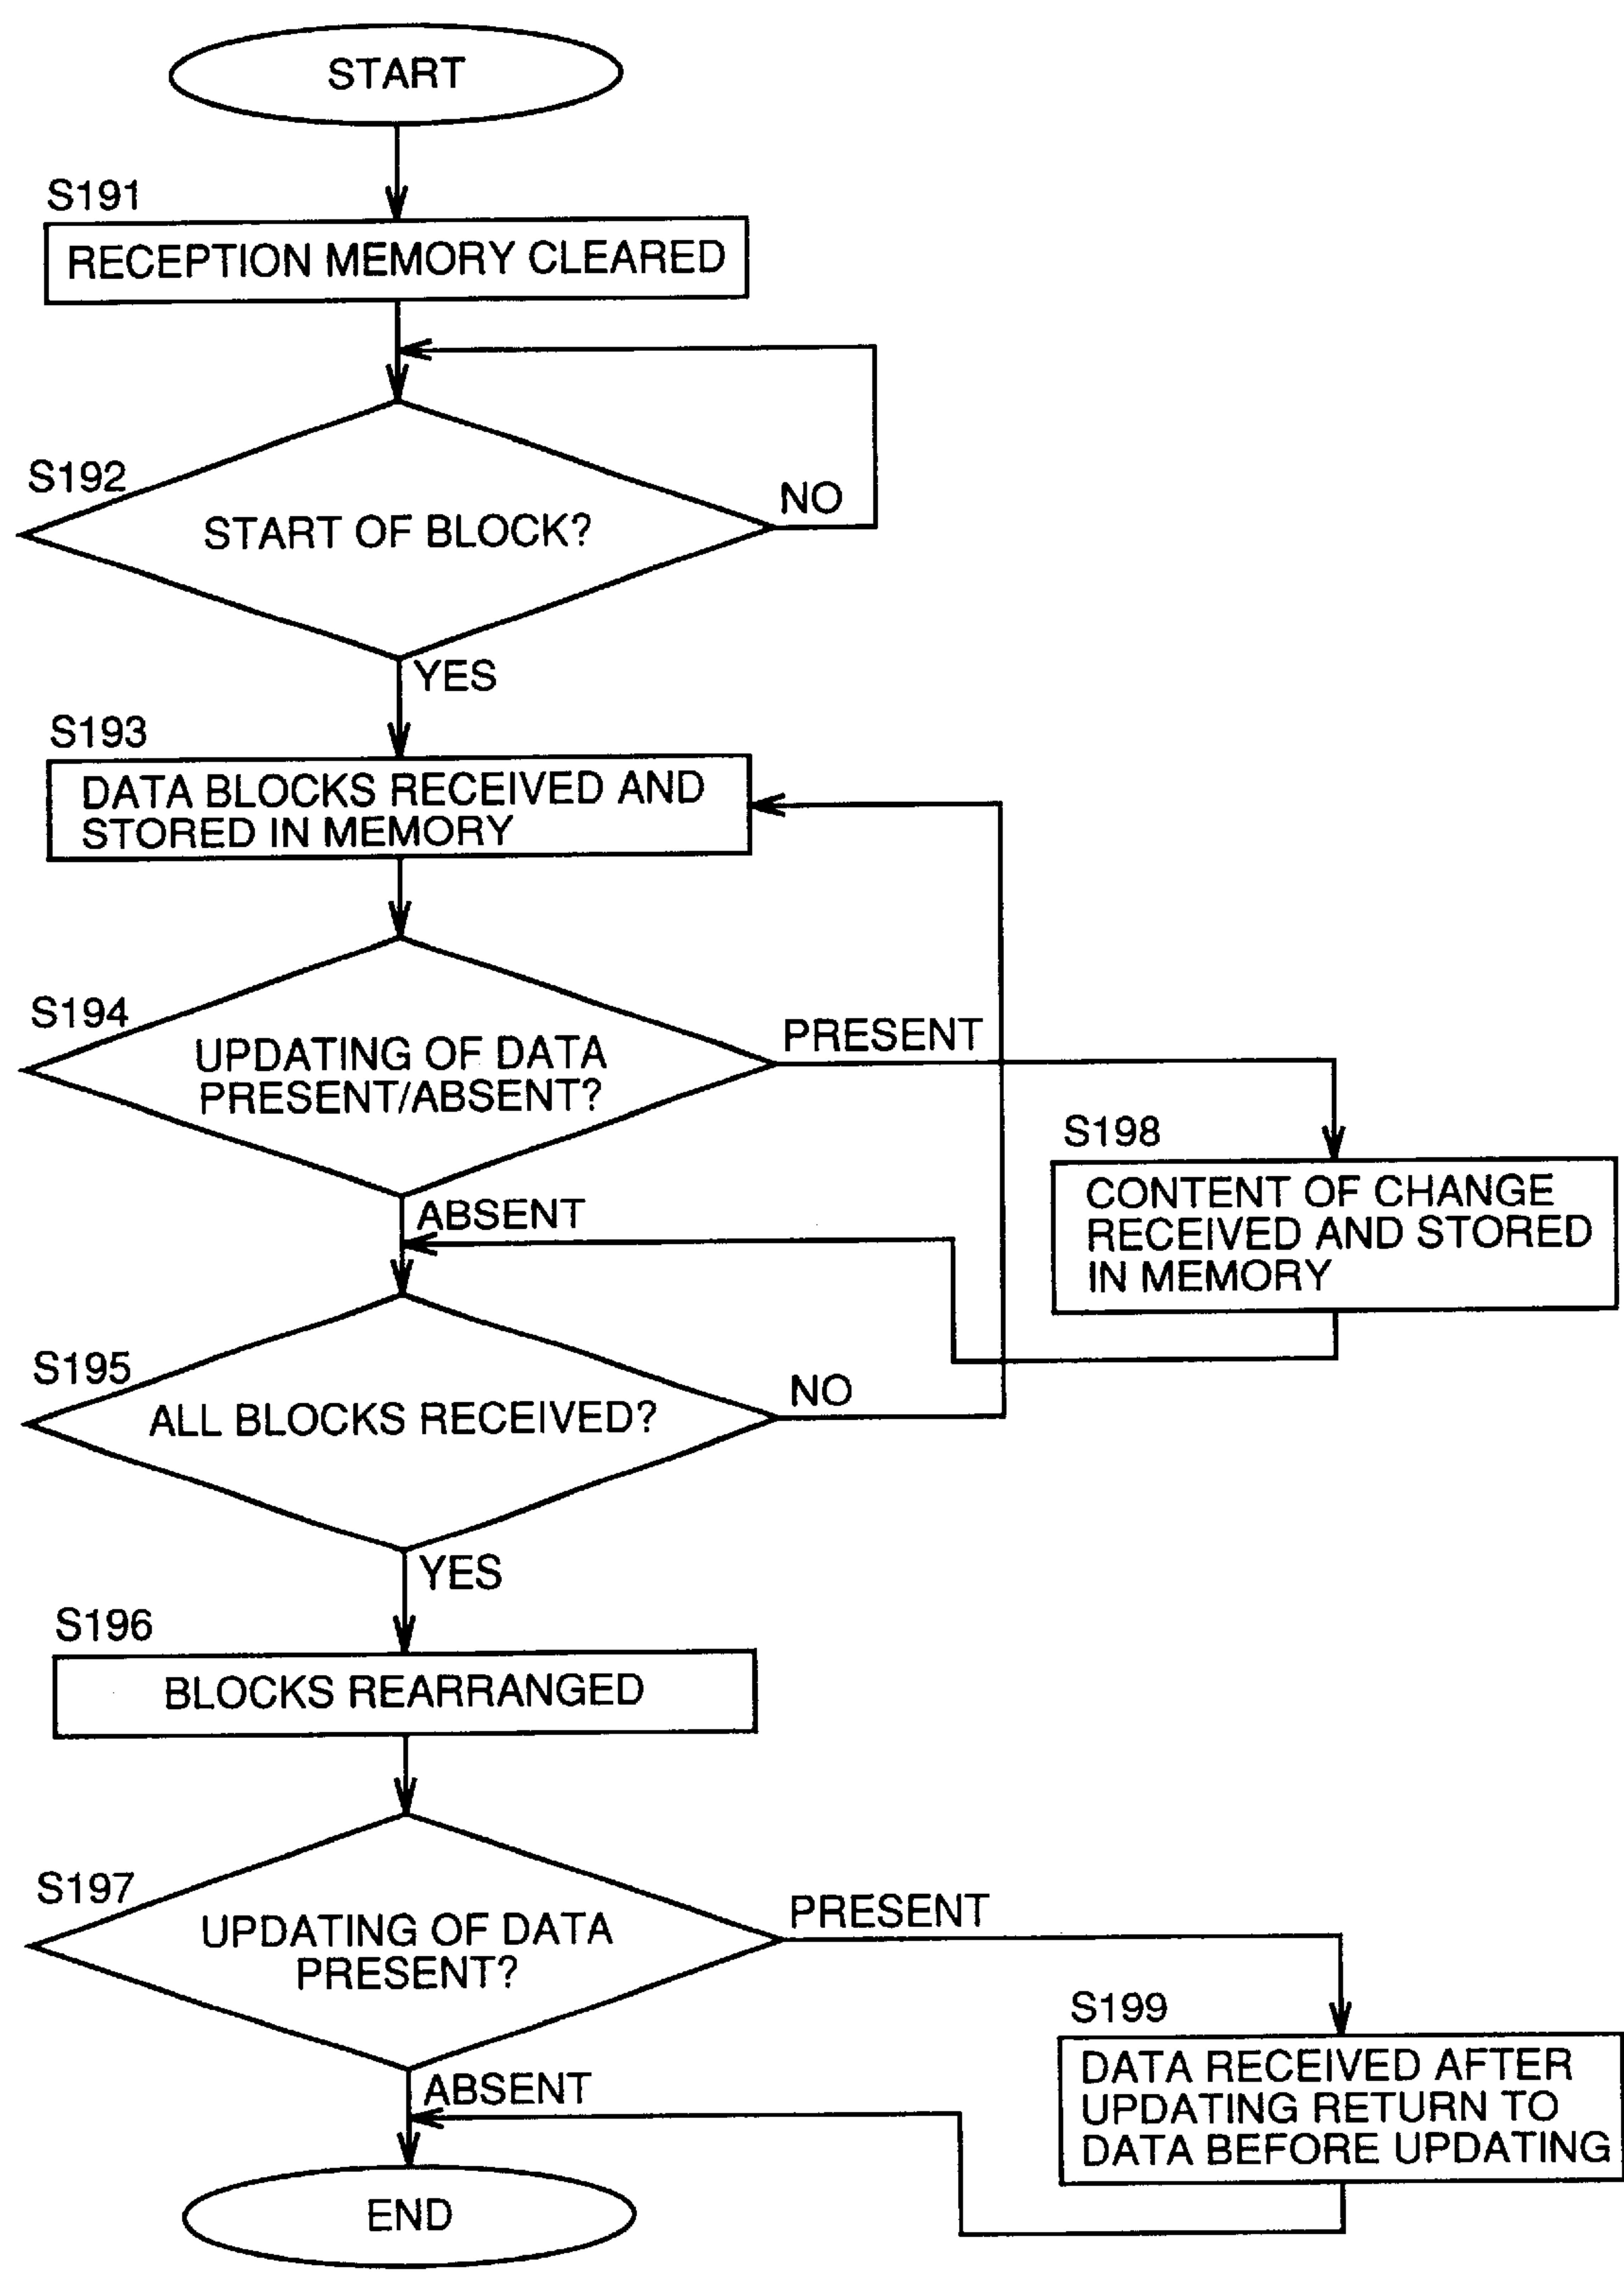 START
S191
RECEPTION MEMORY CLEARED
S192
START OF BLOCK?
NO
YES
S193
DATA BLOCKS RECEIVED AND
STORED IN MEMORY
S194
UPDATING OF DATA
PRESENT/ABSENT?
PRESENT
ABSENT
S198
CONTENT OF CHANGE
RECEIVED AND STORED
IN MEMORY
S195
ALL BLOCKS RECEIVED?
NO
YES
S196
BLOCKS REARRANGED
S197
UPDATING OF DATA
PRESENT?
PRESENT
ABSENT
S199
DATA RECEIVED AFTER
UPDATING RETURN TO
DATA BEFORE UPDATING
END